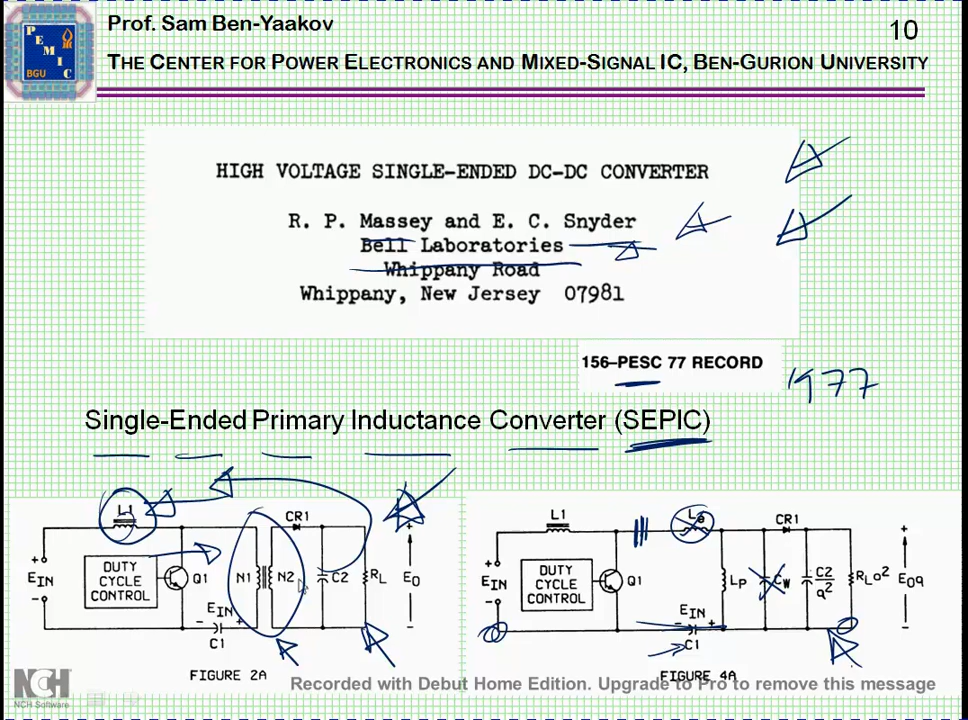 Prof. Sam Ben-Yaakov
10
THE CENTER FOR POWER ELECTRONICS AND MIXED-SIGNAL IC, BEN-GURION UNIVERSITY
P
E
M
I
C
BGU
HIGH VOLTAGE SINGLE-ENDED DC-DC CONVERTER
R. P. Massey and E. C. Snyder
Bell Laboratories
Whippany Road
Whippany, New Jersey 07981
156-PESC 77 RECORD
1977
Single-Ended Primary Inductance Converter (SEPIC)
L1
CR1
+
EIN
-
DUTY
CYCLE
CONTROL
Q1
N1
N2
C2
RL
EO
+
-
EIN
- +
C1
FIGURE 2A
L1
CR1
+
EIN
-
DUTY
CYCLE
CONTROL
Q1
LP
CW
C2
q²
EOq
+
-
EIN
- +
C1
FIGURE 4A
NCH
NCH Software
Recorded with Debut Home Edition. Upgrade to Pro to remove this message